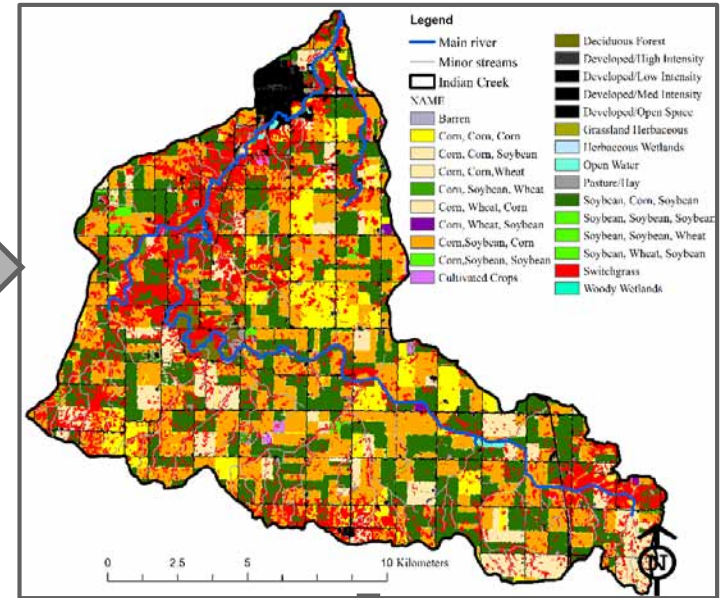 Legend
Main river
Minor streams
Indian Creek
NAME
Barren
Corn, Corn, Corn
Corn, Corn, Soybean
Corn, Corn,Wheat
Corn, Soybean, Wheat
Corn, Wheat, Corn
Corn, Wheat, Soybean
Corn,Soybean, Corn
Corn,Soybean, Soybean
Cultivated Crops
Deciduous Forest
Developed/High Intensity
Developed/Low Intensity
Developed/Med Intensity
Developed/Open Space
Grassland Herbaceous
Herbaceous Wetlands
Open Water
Pasture/Hay
Soybean, Corn, Soybean
Soybean, Soybean, Soybean
Soybean, Soybean, Wheat
Soybean, Wheat, Soybean
Switchgrass
Woody Wetlands
0 2.5 5 10 Kilometers
N